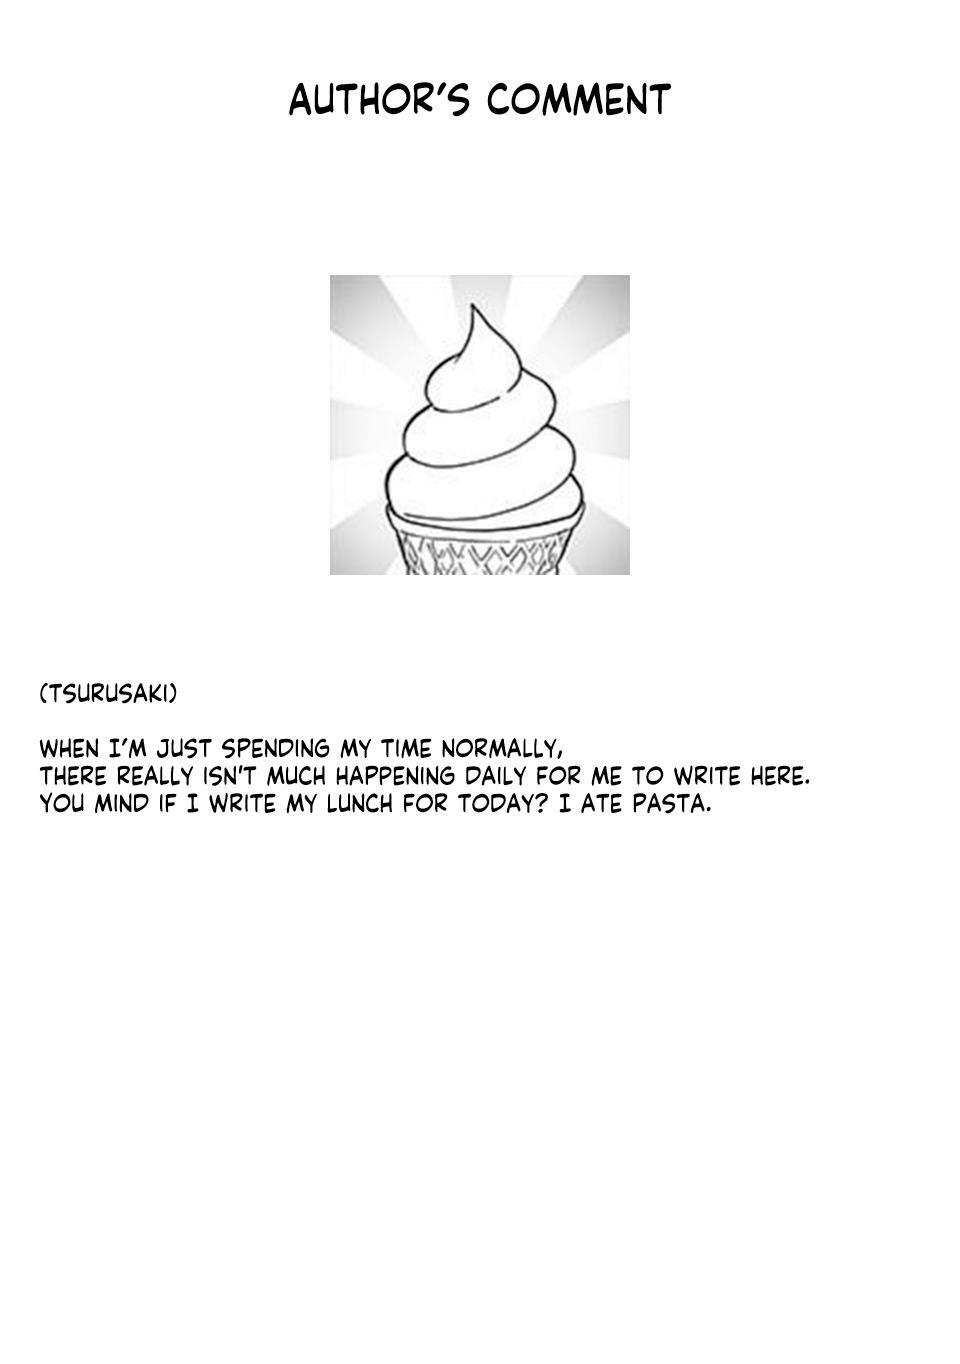 AUTHOR'S COMMENT
(TSURUSAKI)
WHEN I'M JUST SPENDING MY TIME NORMALLY,
THERE REALLY ISN'T MUCH HAPPENING DAILY FOR ME TO WRITE HERE.
YOU MIND IF I WRITE MY LUNCH FOR TODAY? I ATE PASTA.